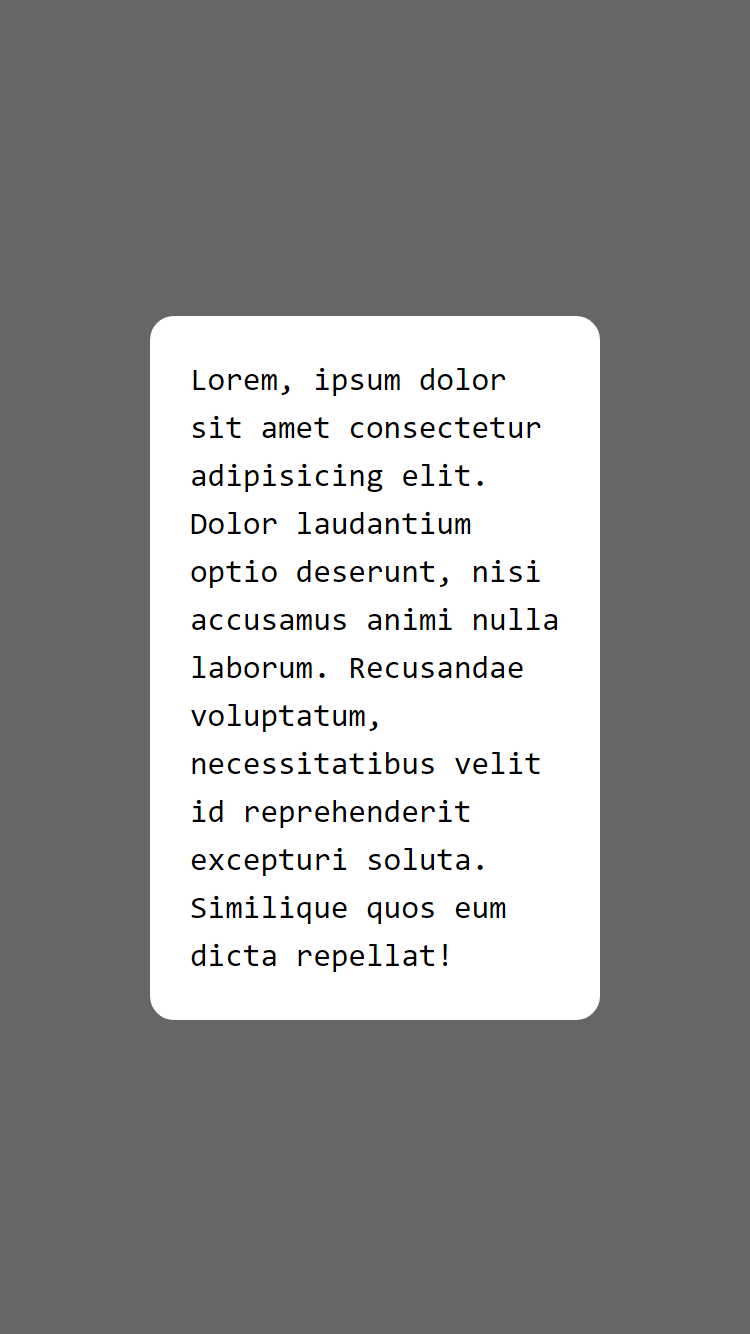 Lorem, ipsum dolor
sit amet consectetur
adipisicing elit.
Dolor laudantium
optio deserunt, nisi
accusamus animi nulla
laborum. Recusandae
voluptatum,
necessitatibus velit
id reprehenderit
excepturi soluta.
Similique quos eum
dicta repellat!